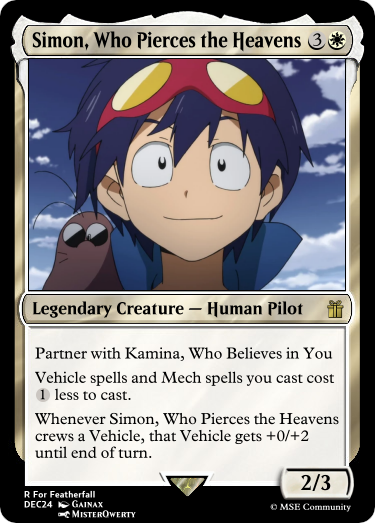 Simon, Who Pierces the Heavens 3
Legendary Creature — Human Pilot
Partner with Kamina, Who Believes in You
Vehicle spells and Mech spells you cast cost
1 less to cast.
Whenever Simon, Who Pierces the Heavens
crews a Vehicle, that Vehicle gets +0/+2
until end of turn.
2/3
R For Featherfall
DEC24 Gainax
MisterQwerty
© MSE Community